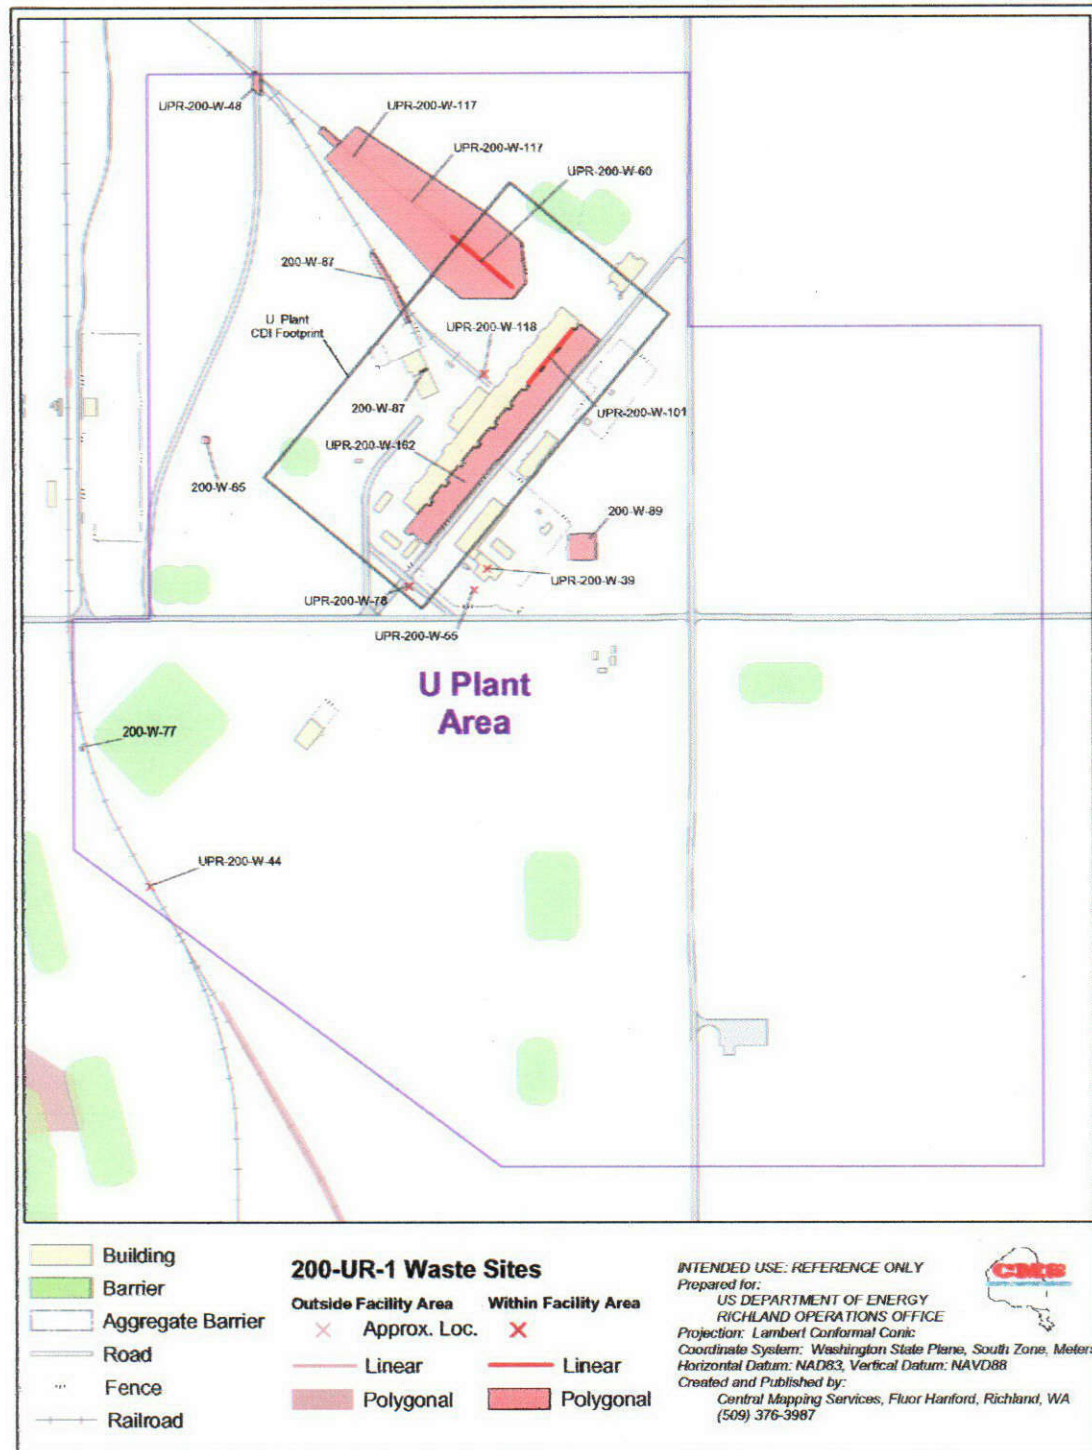 UPR-200-W-48
UPR-200-W-117
UPR-200-W-117
UPR-200-W-60
200-W-87
U Plant
CDI Footprint
UPR-200-W-118
200-W-87
UPR-200-W-101
UPR-200-W-162
200-W-65
200-W-89
UPR-200-W-39
UPR-200-W-78
UPR-200-W-55
U Plant
Area
200-W-77
UPR-200-W-44
Building
Barrier
Aggregate Barrier
Road
Fence
Railroad
200-UR-1 Waste Sites
Outside Facility Area Within Facility Area
Approx. Loc.
Linear Linear
Polygonal Polygonal
INTENDED USE: REFERENCE ONLY
Prepared for:
US DEPARTMENT OF ENERGY
RICHLAND OPERATIONS OFFICE
Projection: Lambert Conformal Conic
Coordinate System: Washington State Plane, South Zone, Meters
Horizontal Datum: NAD83, Vertical Datum: NAVD88
Created and Published by:
Central Mapping Services, Fluor Hanford, Richland, WA
(509) 376-3987
CMS